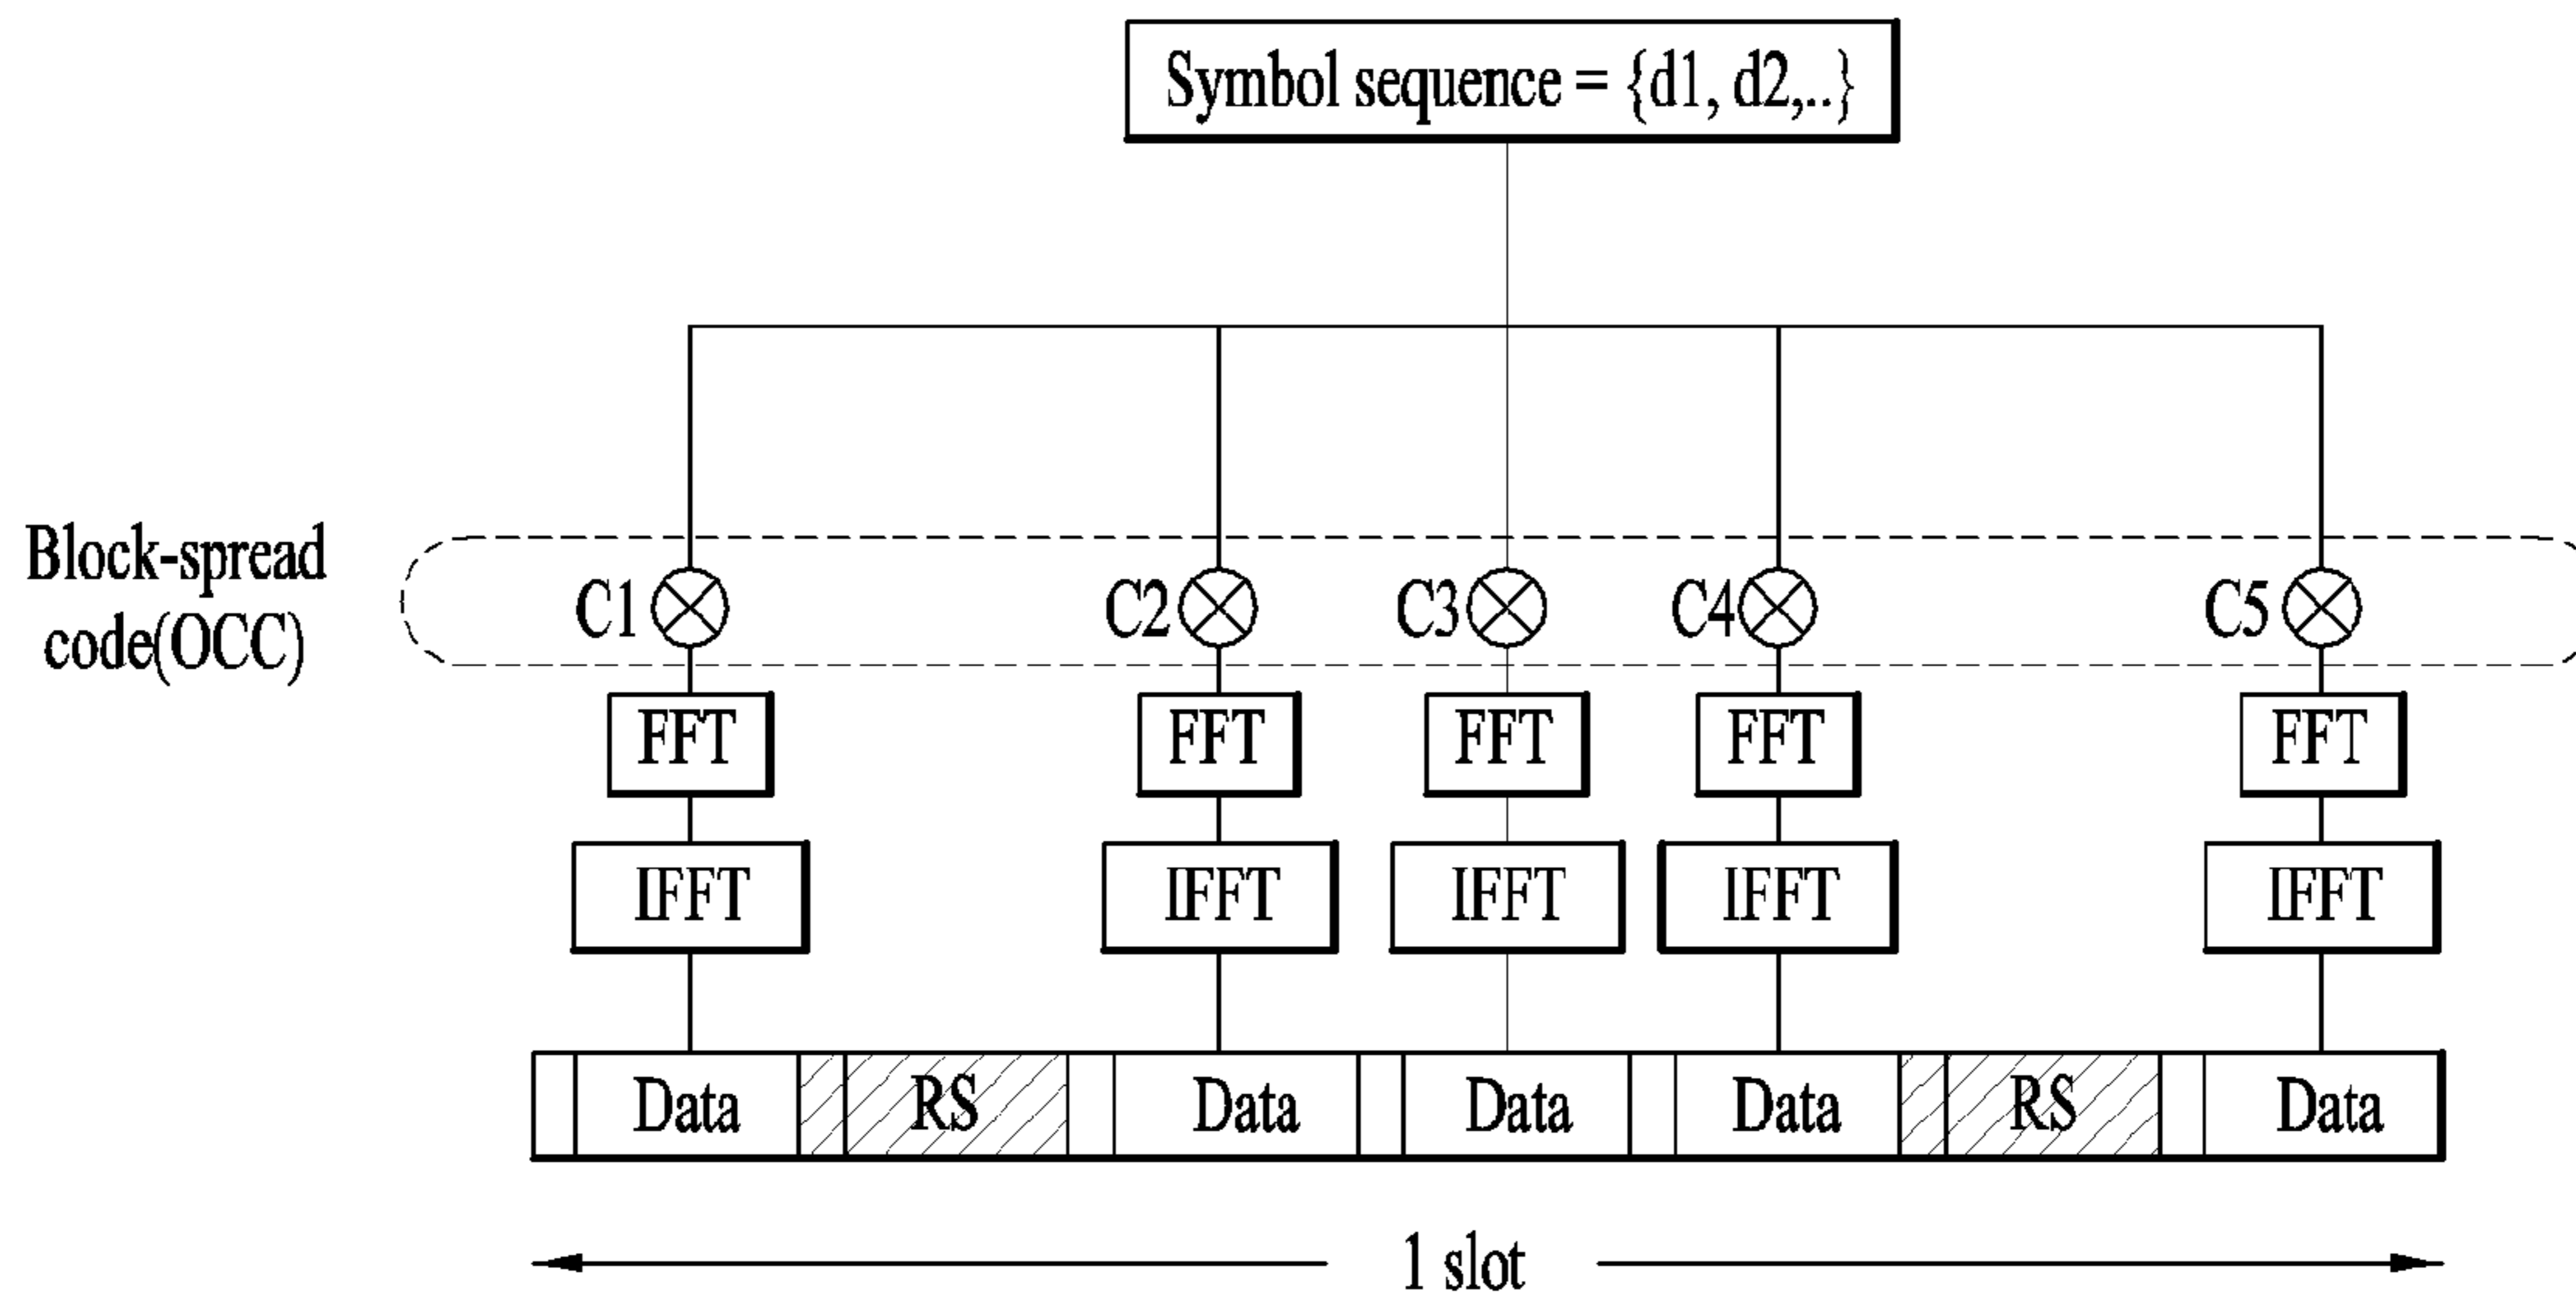 Symbol sequence = {d1, d2,..}
Block-spread
code(OCC)
C1 C2 C3 C4 C5
FFT FFT FFT FFT FFT
IFFT IFFT IFFT IFFT IFFT
Data RS Data Data Data RS Data
1 slot